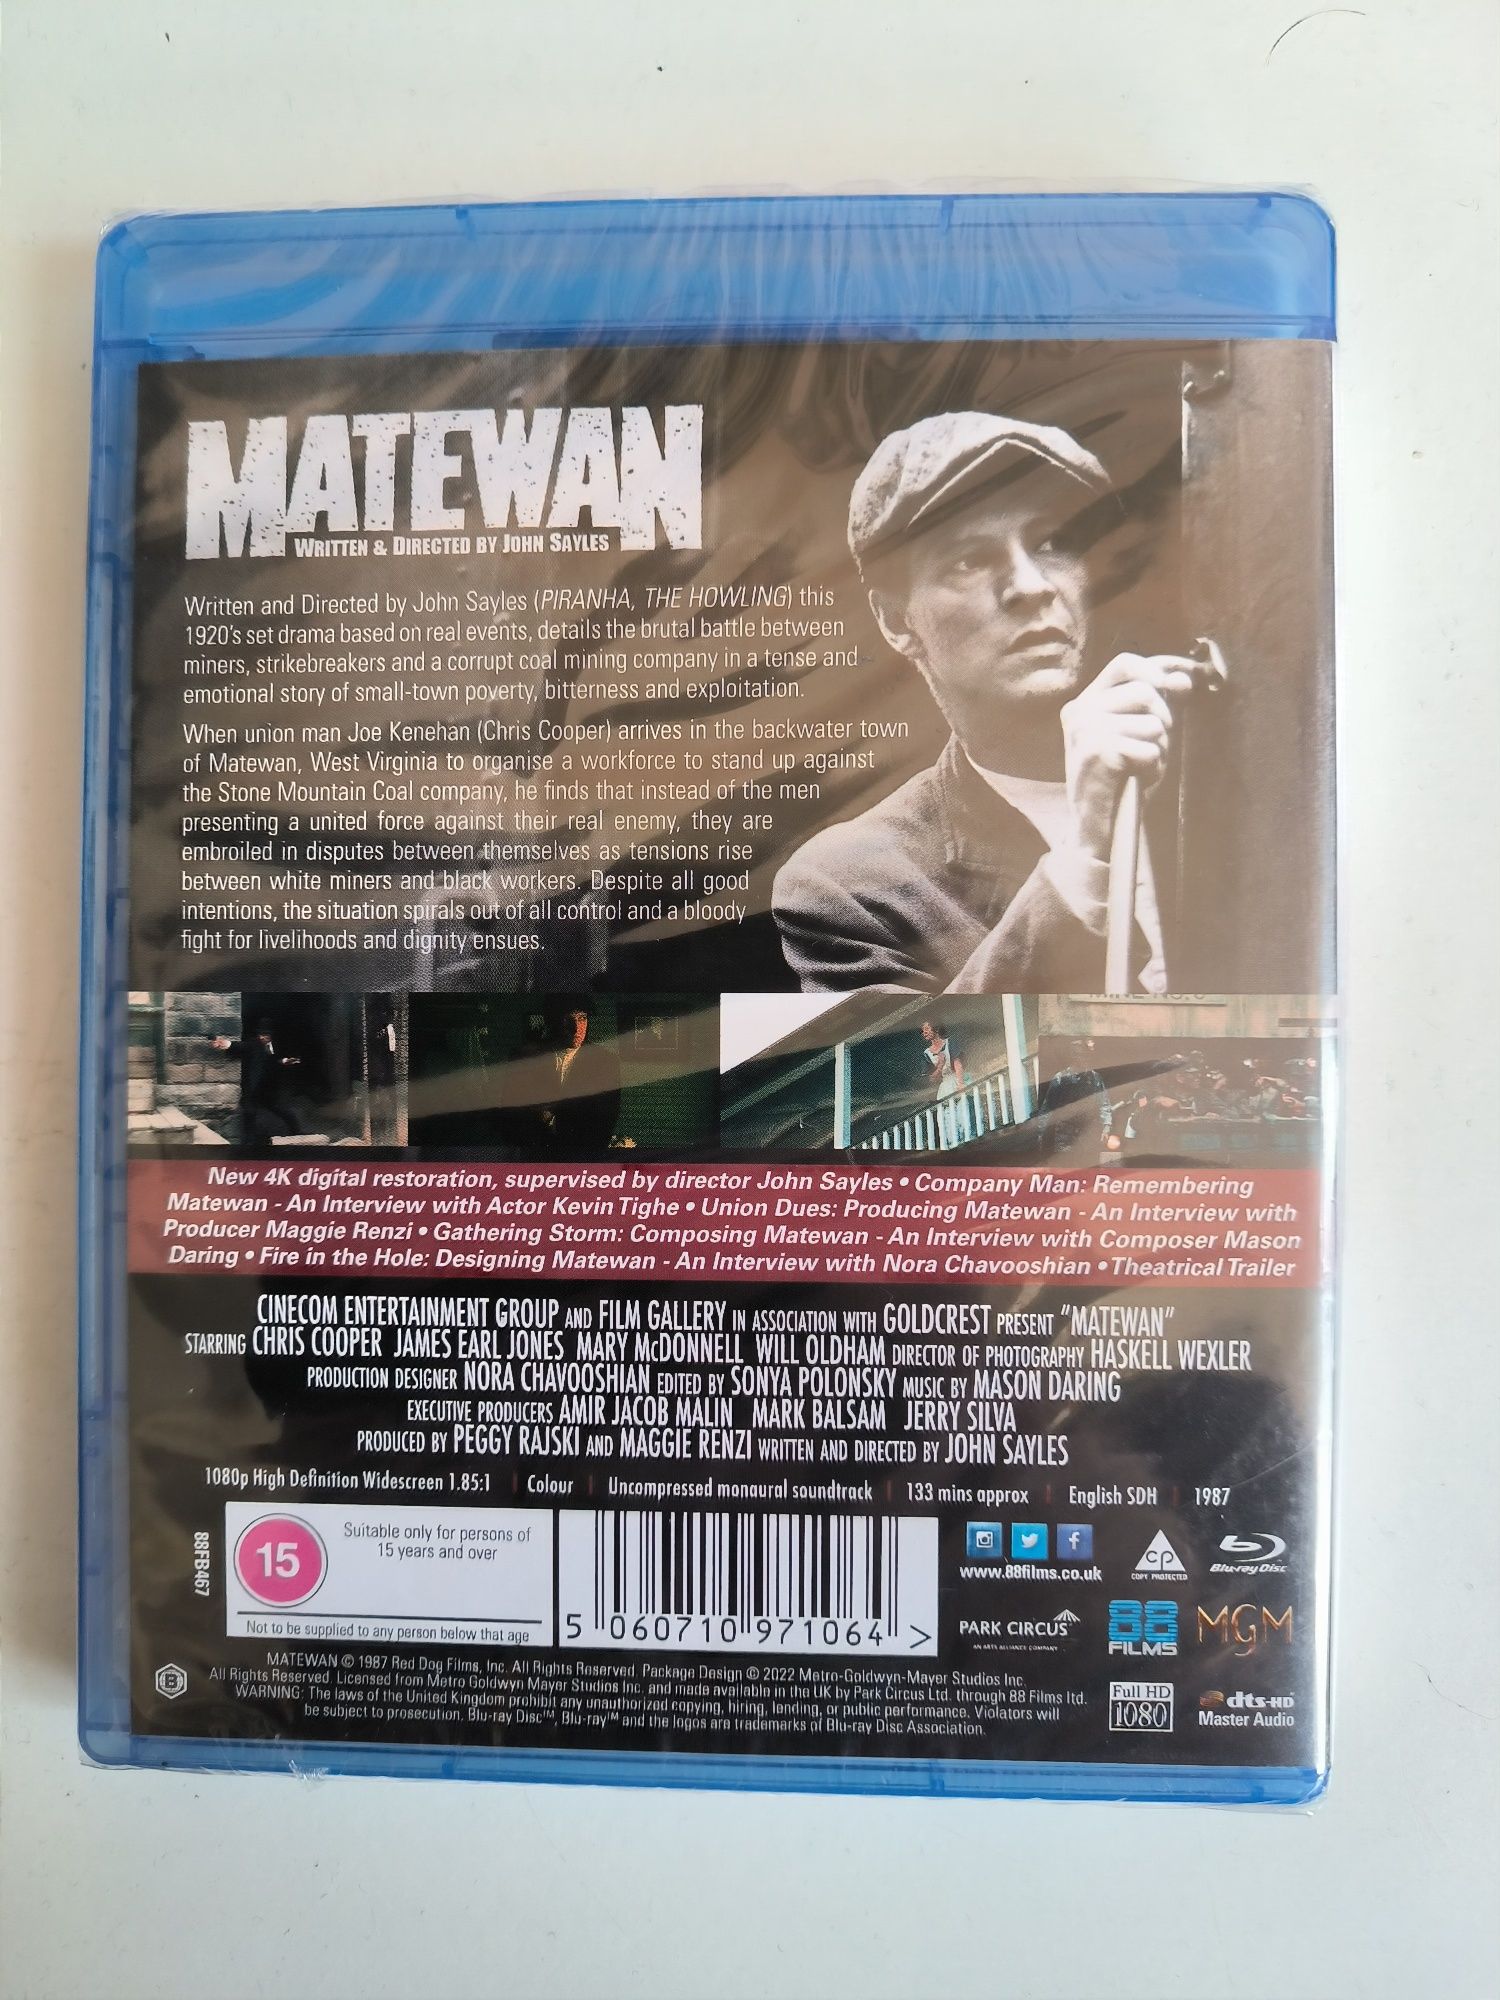 MATEWAN
WRITTEN & DIRECTED BY JOHN SAYLES
Written and Directed by John Sayles (PIRANHA, THE HOWLING) this
1920's set drama based on real events, details the brutal battle between
miners, strikebreakers and a corrupt coal mining company in a tense and
emotional story of small-town poverty, bitterness and exploitation.
When union man Joe Kenehan (Chris Cooper) arrives in the backwater town
of Matewan, West Virginia to organise a workforce to stand up against
the Stone Mountain Coal company, he finds that instead of the men
presenting a united force against their real enemy, they are
embroiled in disputes between themselves as tensions rise
between white miners and black workers. Despite all good
intentions, the situation spirals out of all control and a bloody
fight for livelihoods and dignity ensues.
New 4K digital restoration, supervised by director John Sayles • Company Man: Remembering
Matewan - An Interview with Actor Kevin Tighe • Union Dues: Producing Matewan - An Interview with
Producer Maggie Renzi • Gathering Storm: Composing Matewan - An Interview with Composer Mason
Daring • Fire in the Hole: Designing Matewan - An Interview with Nora Chavooshian • Theatrical Trailer
CINECOM ENTERTAINMENT GROUP AND FILM GALLERY IN ASSOCIATION WITH GOLDCREST PRESENT "MATEWAN"
STARRING CHRIS COOPER JAMES EARL JONES MARY McDONNELL WILL OLDHAM DIRECTOR OF PHOTOGRAPHY HASKELL WEXLER
PRODUCTION DESIGNER NORA CHAVOOSHIAN EDITED BY SONYA POLONSKY MUSIC BY MASON DARING
EXECUTIVE PRODUCERS AMIR JACOB MALIN MARK BALSAM JERRY SILVA
PRODUCED BY PEGGY RAJSKI AND MAGGIE RENZI WRITTEN AND DIRECTED BY JOHN SAYLES
1080p High Definition Widescreen 1.85:1 | Colour | Uncompressed monaural soundtrack | 133 mins approx | English SDH | 1987
88FB467
15
Suitable only for persons of
15 years and over
Not to be supplied to any person below that age
5 060710 971064 >
www.88films.co.uk
CP
COPY PROTECTED
Blu-ray Disc
PARK CIRCUS
AN ARTS ALLIANCE COMPANY
88
FILMS
MGM
MATEWAN © 1987 Red Dog Films, Inc. All Rights Reserved. Package Design © 2022 Metro-Goldwyn-Mayer Studios Inc.
All Rights Reserved. Licensed from Metro Goldwyn Mayer Studios Inc. and made available in the UK by Park Circus Ltd. through 88 Films ltd.
WARNING: The laws of the United Kingdom prohibit any unauthorized copying, hiring, lending, or public performance. Violators will
be subject to prosecution. Blu-ray Disc™, Blu-ray™ and the logos are trademarks of Blu-ray Disc Association.
Full HD
1080
dts-HD
Master Audio